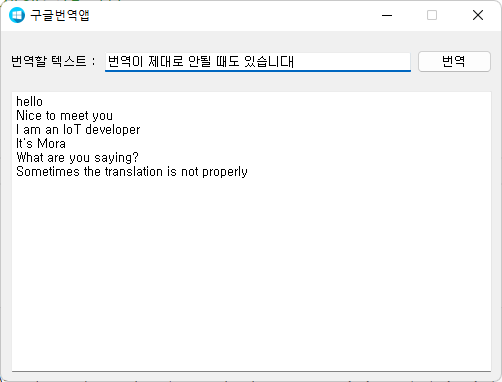 구글번역앱
번역할 텍스트 : 번역이 제대로 안될 때도 있습니다 번역
hello
Nice to meet you
I am an IoT developer
It's Mora
What are you saying?
Sometimes the translation is not properly